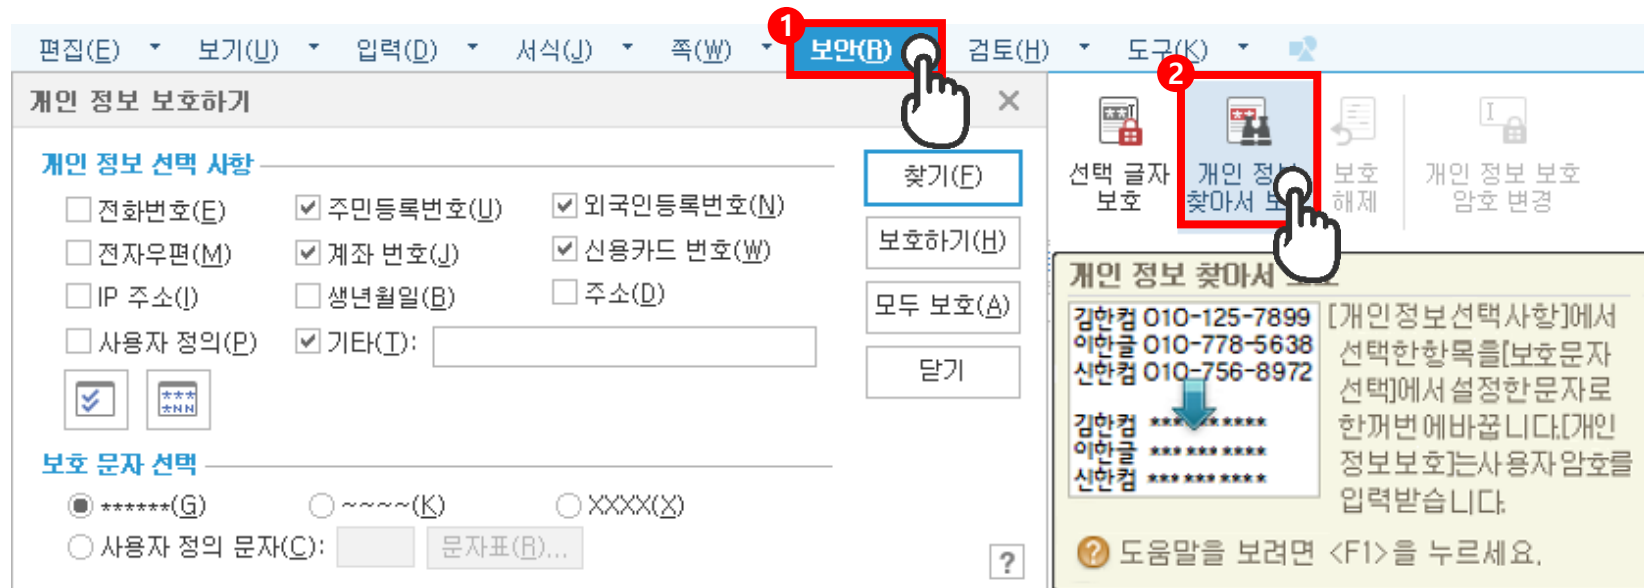 편집(E) 보기(U) 입력(D) 서식(J) 쪽(W) 1 보안(R) 검토(H) 도구(K)
개인 정보 보호하기
개인 정보 선택 사항
전화번호(E) 주민등록번호(U) 외국인등록번호(N)
전자우편(M) 계좌 번호(J) 신용카드 번호(W)
IP 주소(I) 생년월일(B) 주소(D)
사용자 정의(P) 기타(T):
***
*NN
보호 문자 선택
******(G) ~~~~(K) XXXX(X)
사용자 정의 문자(C): 문자표(R)...
찾기(F)
보호하기(H)
모두 보호(A)
닫기
?
2
선택 글자
보호
개인 정보
찾아서 보
보호
해제
개인 정보 보호
암호 변경
개인 정보 찾아서
김한컴 010-125-7899
이한글 010-778-5638
신한컴 010-756-8972
김한컴 *** *** ****
이한글 *** *** ****
신한컴 *** *** ****
[개인정보선택사항]에서
선택한항목을[보호문자
선택]에서설정한문자로
한꺼번에바꿉니다.[개인
정보보호]는사용자암호를
입력받습니다.
? 도움말을 보려면 <F1>을 누르세요.